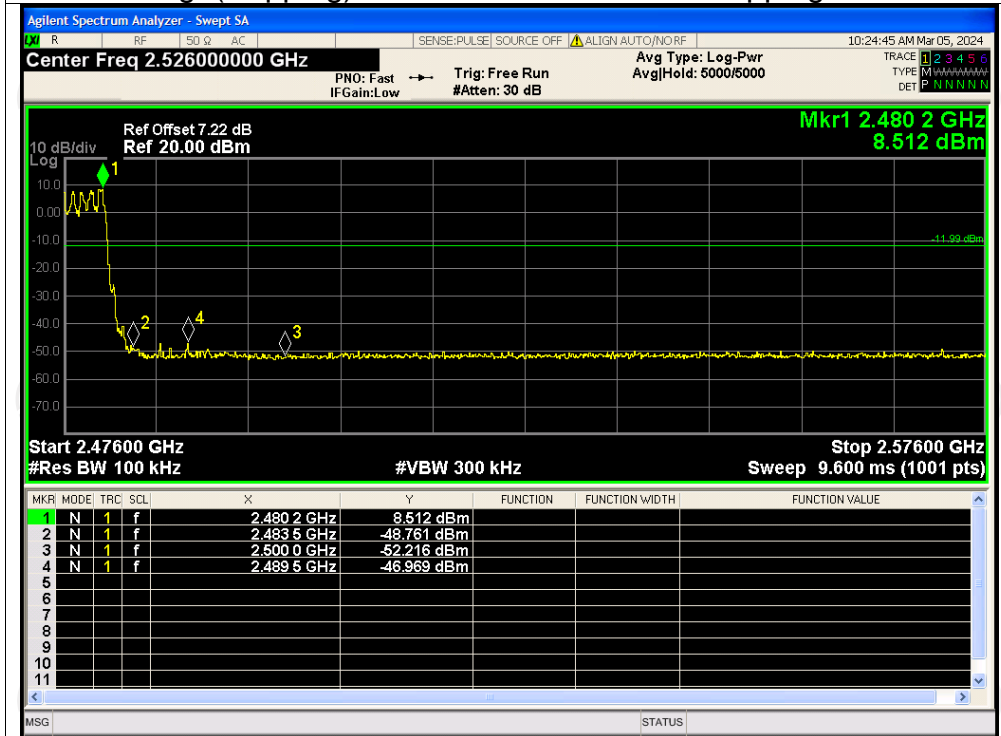 Agilent Spectrum Analyzer - Swept SA
LXI R RF 50 Ω AC SENSE:PULSE SOURCE OFF ALIGN AUTO/NO RF 10:24:45 AM Mar 05, 2024
Center Freq 2.526000000 GHz Avg Type: Log-Pwr TRACE 1 2 3 4 5 6
PNO: Fast Trig: Free Run Avg|Hold: 5000/5000 TYPE M WWWWW
IFGain:Low #Atten: 30 dB DET P N N N N N
Mkr1 2.480 2 GHz
Ref Offset 7.22 dB
10 dB/div Ref 20.00 dBm 8.512 dBm
Log
1
10.0
0.00
-10.0
-11.99 dBm
-20.0
-30.0
-40.0
2 4 3
-50.0
-60.0
-70.0
Start 2.47600 GHz Stop 2.57600 GHz
#Res BW 100 kHz #VBW 300 kHz Sweep 9.600 ms (1001 pts)
MKR MODE TRC SCL X Y FUNCTION FUNCTION WIDTH FUNCTION VALUE
1 N 1 f 2.480 2 GHz 8.512 dBm
2 N 1 f 2.483 5 GHz -48.761 dBm
3 N 1 f 2.500 0 GHz -52.216 dBm
4 N 1 f 2.489 5 GHz -46.969 dBm
5
6
7
8
9
10
11
MSG STATUS